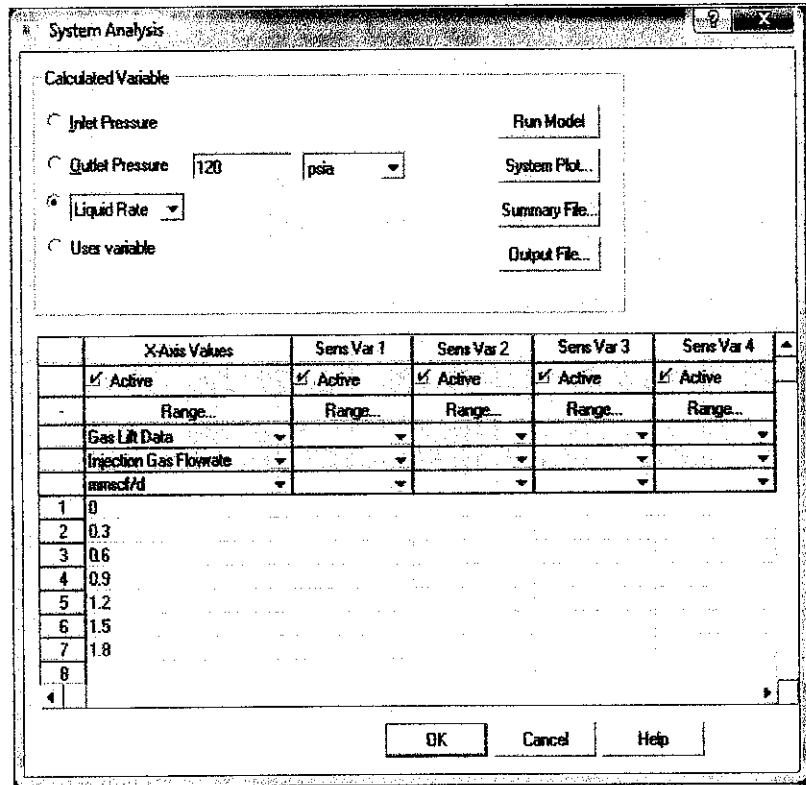 System Analysis
Calculated Variable
Inlet Pressure
Run Model
Outlet Pressure 120 psia
System Plot...
Liquid Rate
Summary File...
User variable
Output File...
X-Axis Values Sens Var 1 Sens Var 2 Sens Var 3 Sens Var 4
Active Active Active Active Active
- Range... Range... Range... Range... Range...
Gas Lift Data
Injection Gas Flowrate
mmscf/d
1 0
2 0.3
3 0.6
4 0.9
5 1.2
6 1.5
7 1.8
8
OK Cancel Help